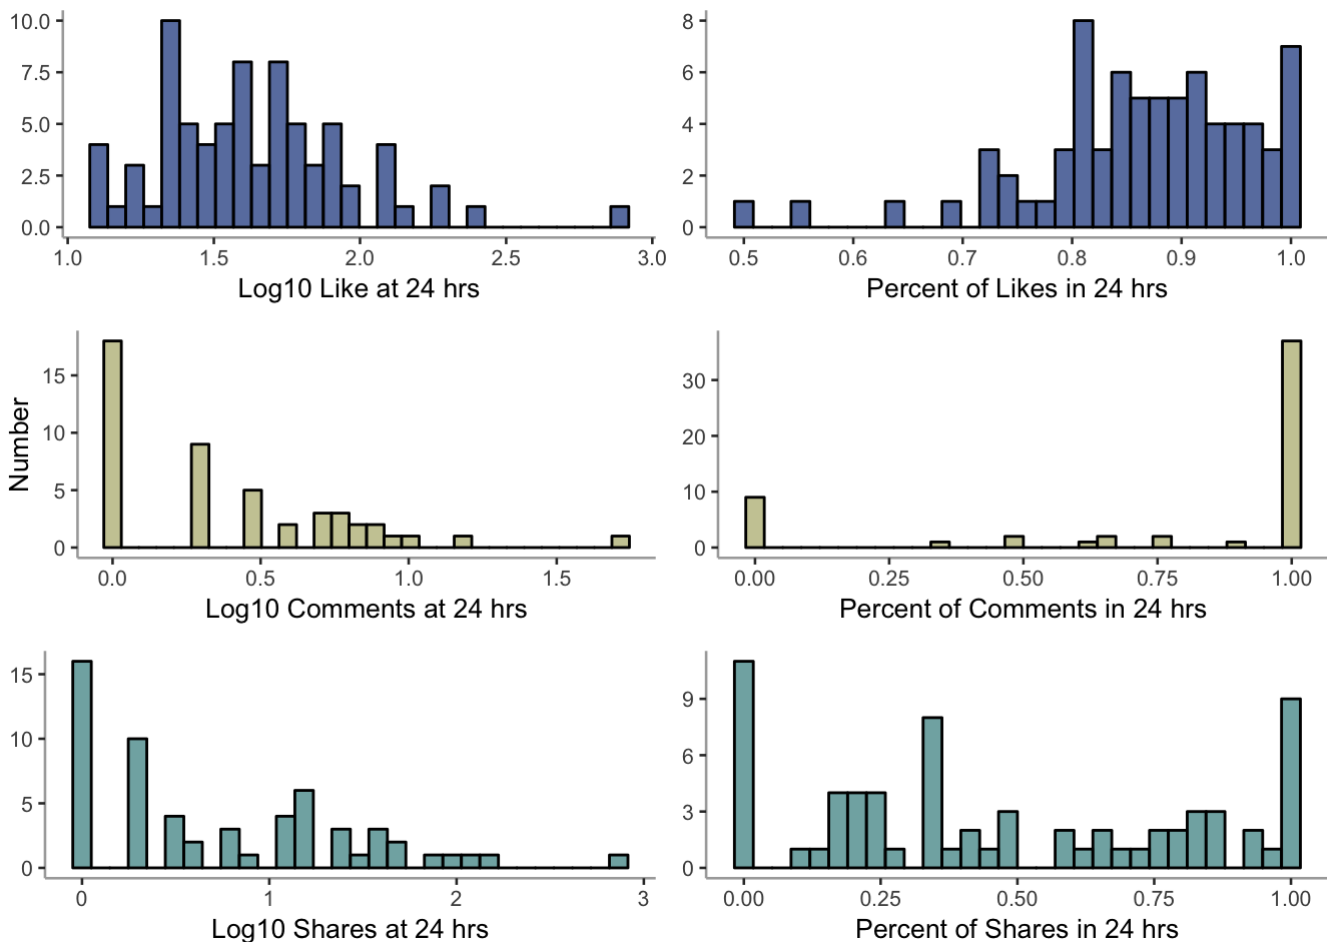 10.0
7.5
5.0
2.5
0.0
1.0 1.5 2.0 2.5 3.0
Log10 Like at 24 hrs
8
6
4
2
0
0.5 0.6 0.7 0.8 0.9 1.0
Percent of Likes in 24 hrs
Number
15
10
5
0
0.0 0.5 1.0 1.5
Log10 Comments at 24 hrs
30
20
10
0
0.00 0.25 0.50 0.75 1.00
Percent of Comments in 24 hrs
15
10
5
0
0 1 2 3
Log10 Shares at 24 hrs
9
6
3
0
0.00 0.25 0.50 0.75 1.00
Percent of Shares in 24 hrs